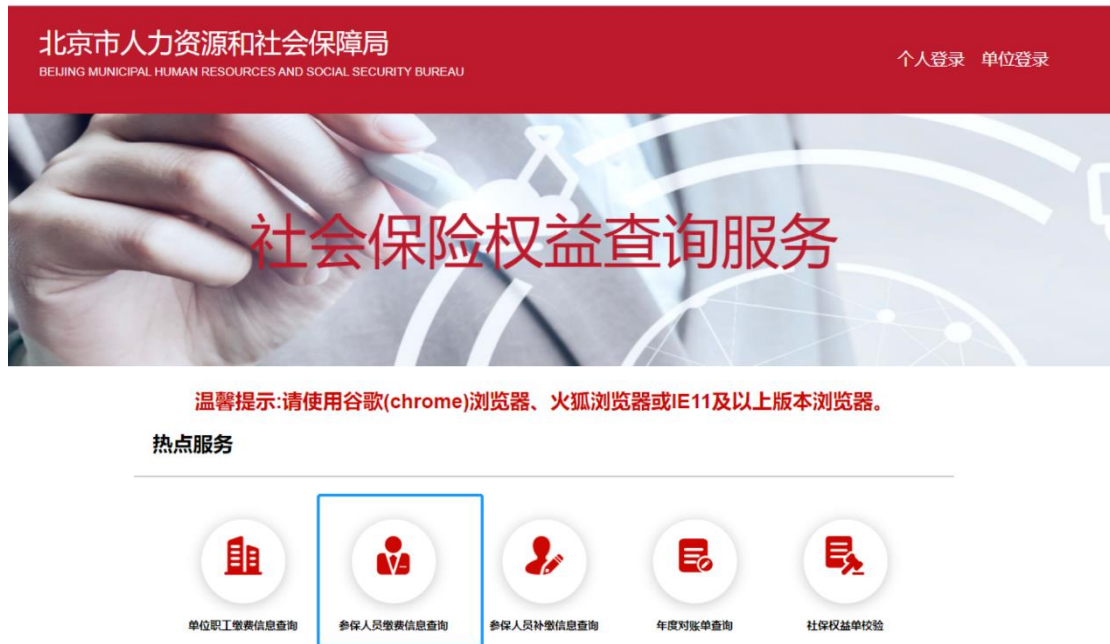 北京市人力资源和社会保障局
BEIJING MUNICIPAL HUMAN RESOURCES AND SOCIAL SECURITY BUREAU
个人登录 单位登录
社会保险权益查询服务
温馨提示:请使用谷歌(chrome)浏览器、火狐浏览器或IE11及以上版本浏览器。
热点服务
单位职工缴费信息查询 参保人员缴费信息查询 参保人员补缴信息查询 年度对账单查询 社保权益单校验